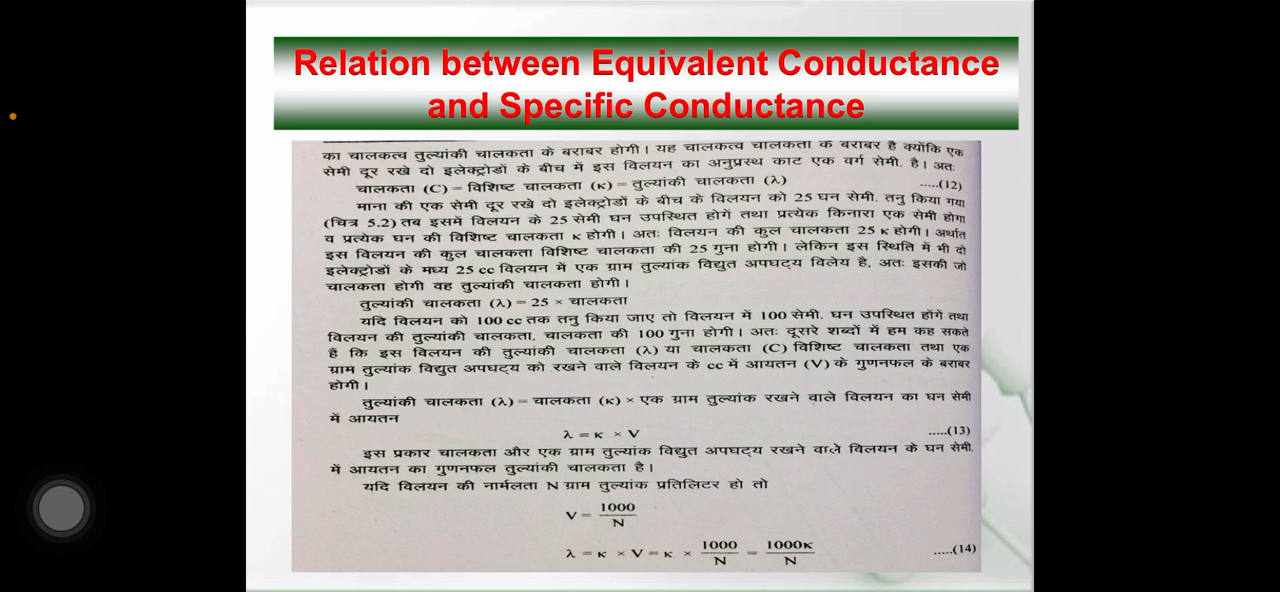 Relation between Equivalent Conductance
and Specific Conductance
का चालकत्व तुल्यांकी चालकता के बराबर होगी। यह चालकत्व चालकता के बराबर है क्योंकि एक
सेमी दूर रखे दो इलेक्ट्रोडों के बीच में इस विलयन का अनुप्रस्थ काट एक वर्ग सेमी. है। अतः
चालकता (C) = विशिष्ट चालकता (κ) = तुल्यांकी चालकता (λ) .....(12)
माना की एक सेमी दूर रखे दो इलेक्ट्रोडों के बीच के विलयन को 25 घन सेमी. तनु किया गया
(चित्र 5.2) तब इसमें विलयन के 25 सेमी घन उपस्थित होगें तथा प्रत्येक किनारा एक सेमी होगा
व प्रत्येक घन की विशिष्ट चालकता κ होगी। अतः विलयन की कुल चालकता 25 κ होगी। अर्थात
इस विलयन की कुल चालकता विशिष्ट चालकता की 25 गुना होगी। लेकिन इस स्थिति में भी दो
इलेक्ट्रोडों के मध्य 25 cc विलयन में एक ग्राम तुल्यांक विद्युत अपघट्य विलेय है, अतः इसकी जो
चालकता होगी वह तुल्यांकी चालकता होगी।
तुल्यांकी चालकता (λ) = 25 × चालकता
यदि विलयन को 100 cc तक तनु किया जाए तो विलयन में 100 सेमी. घन उपस्थित होंगें तथा
विलयन की तुल्यांकी चालकता, चालकता की 100 गुना होगी। अतः दूसरे शब्दों में हम कह सकते
हैं कि इस विलयन की तुल्यांकी चालकता (λ) या चालकता (C) विशिष्ट चालकता तथा एक
ग्राम तुल्यांक विद्युत अपघट्य को रखने वाले विलयन के cc में आयतन (V) के गुणनफल के बराबर
होगी।
तुल्यांकी चालकता (λ) = चालकता (κ) × एक ग्राम तुल्यांक रखने वाले विलयन का घन सेमी
में आयतन
λ = κ × V .....(13)
इस प्रकार चालकता और एक ग्राम तुल्यांक विद्युत अपघट्य रखने वाले विलयन के घन सेमी.
में आयतन का गुणनफल तुल्यांकी चालकता है।
यदि विलयन की नार्मलता N ग्राम तुल्यांक प्रतिलिटर हो तो
V = 1000/N
λ = κ × V = κ × 1000/N = 1000κ/N .....(14)